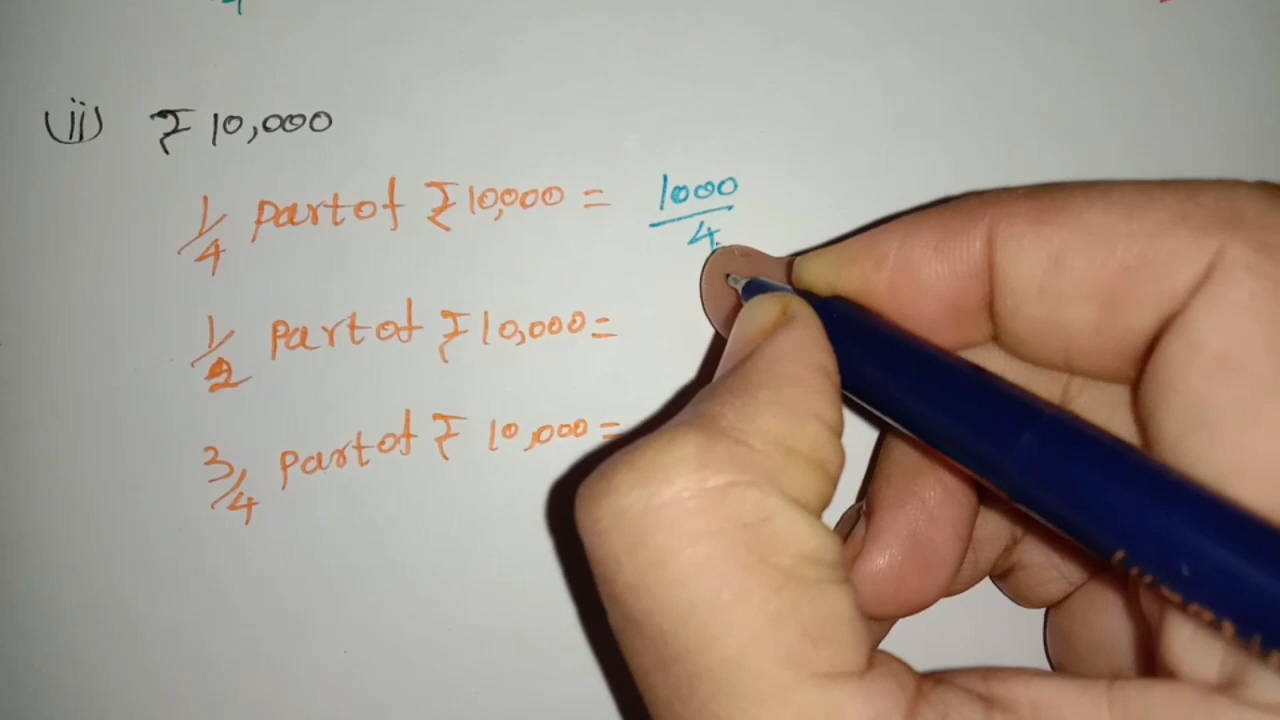 (ii) ₹ 10,000
1/4 part of ₹ 10,000 = 1000/4
1/2 part of ₹ 10,000 =
3/4 part of ₹ 10,000 =